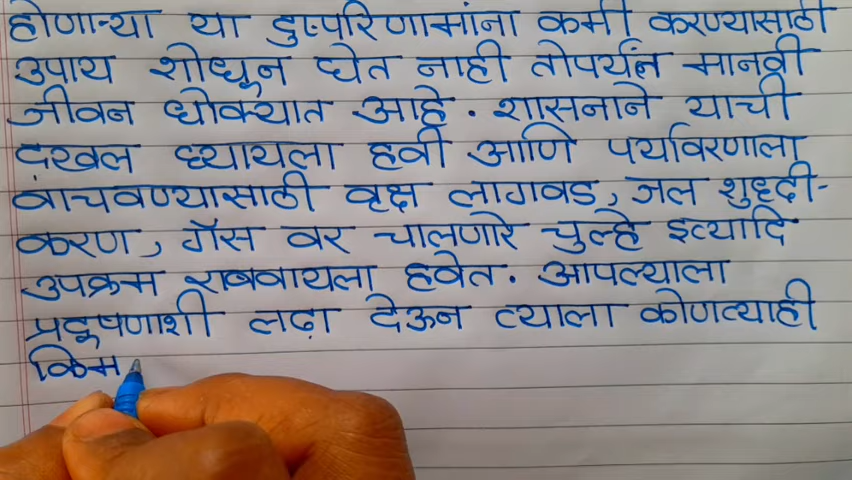 होणाऱ्या या दुष्परिणामांना कमी करण्यासाठी
उपाय शोधून घेत नाही तोपर्यंत मानवी
जीवन धोक्यात आहे. शासनाने याची
दखल घ्यायला हवी आणि पर्यावरणाला
वाचवण्यासाठी वृक्ष लागवड, जल शुद्दी-
करण, गॅस वर चालणारे चुल्हे इत्यादि
उपक्रम राबवायला हवेत. आपल्याला
प्रदूषणाशी लढा देऊन त्याला कोणत्याही
किम